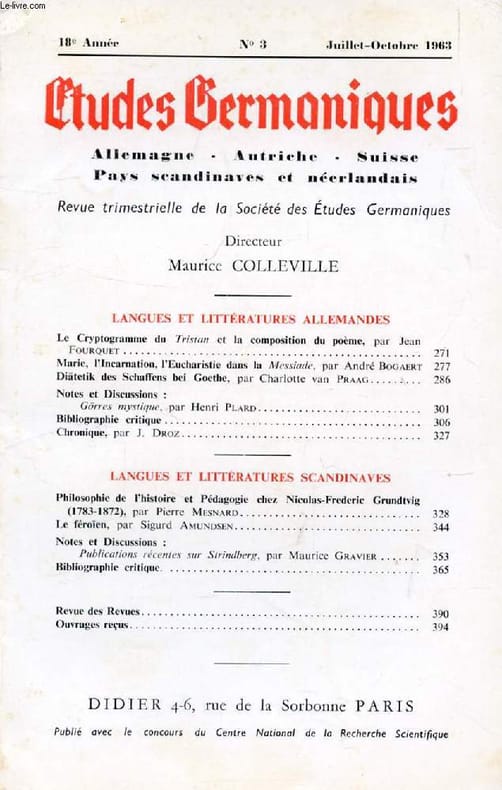 Le-livre.com
18e Année No 3 Juillet-Octobre 1963
Etudes Germaniques
Allemagne - Autriche - Suisse
Pays scandinaves et néerlandais
Revue trimestrielle de la Société des Études Germaniques
Directeur
Maurice COLLEVILLE
LANGUES ET LITTÉRATURES ALLEMANDES
Le Cryptogramme du Tristan et la composition du poème, par Jean
FOURQUET 271
Marie, l'Incarnation, l'Eucharistie dans la Messiade, par André BOGAERT 277
Diätetik des Schaffens bei Goethe, par Charlotte van PRAAG 286
Notes et Discussions :
Görres mystique, par Henri PLARD 301
Bibliographie critique 306
Chronique, par J. DROZ 327
LANGUES ET LITTÉRATURES SCANDINAVES
Philosophie de l'histoire et Pédagogie chez Nicolas-Frederic Grundtvig
(1783-1872), par Pierre MESNARD 328
Le féroïen, par Sigurd AMUNDSEN 344
Notes et Discussions :
Publications récentes sur Strindberg, par Maurice GRAVIER 353
Bibliographie critique. 365
Revue des Revues 390
Ouvrages reçus 394
DIDIER 4-6, rue de la Sorbonne PARIS
Publié avec le concours du Centre National de la Recherche Scientifique